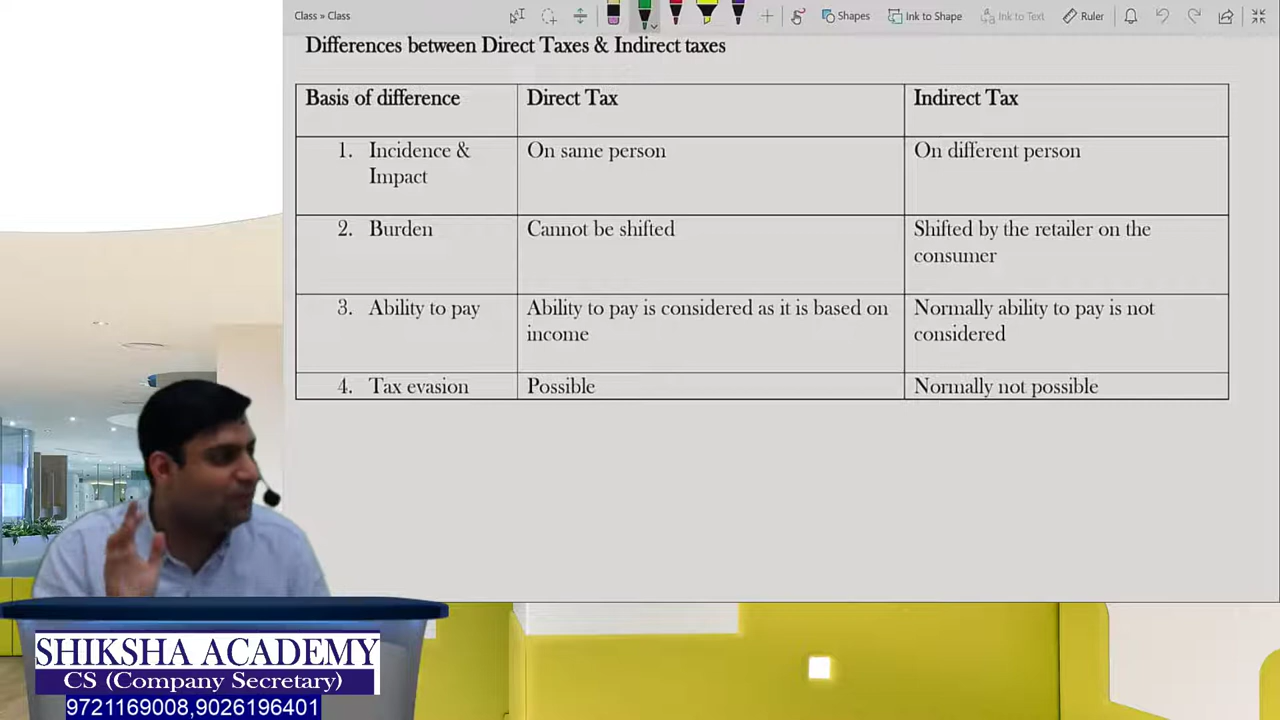 Class » Class
Shapes
Ink to Shape
Ink to Text
Ruler
Differences between Direct Taxes & Indirect taxes
Basis of difference
Direct Tax
Indirect Tax
1. Incidence &
Impact
On same person
On different person
2. Burden
Cannot be shifted
Shifted by the retailer on the
consumer
3. Ability to pay
Ability to pay is considered as it is based on
income
Normally ability to pay is not
considered
4. Tax evasion
Possible
Normally not possible
SHIKSHA ACADEMY
CS (Company Secretary)
9721169008,9026196401